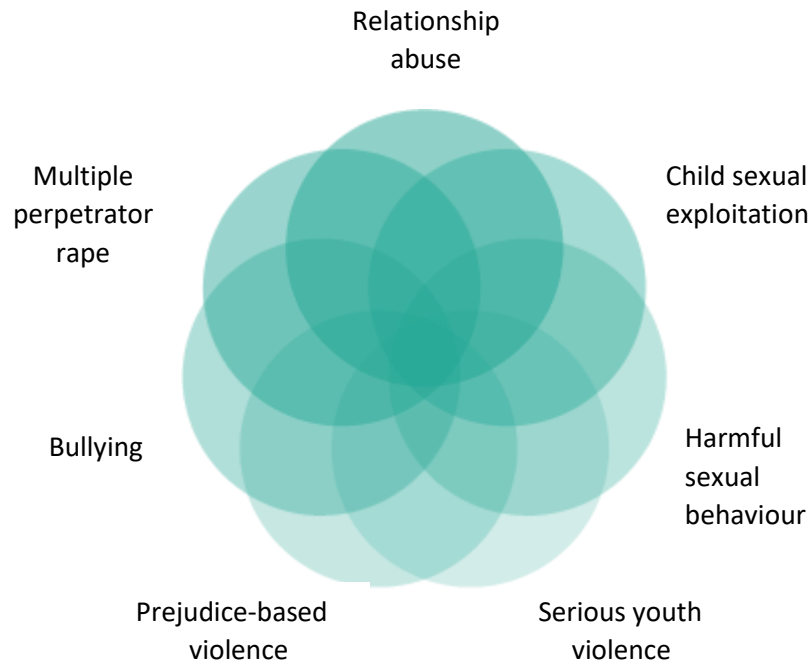 Relationship
abuse
Multiple
perpetrator
rape
Child sexual
exploitation
Bullying
Harmful
sexual
behaviour
Prejudice-based
violence
Serious youth
violence